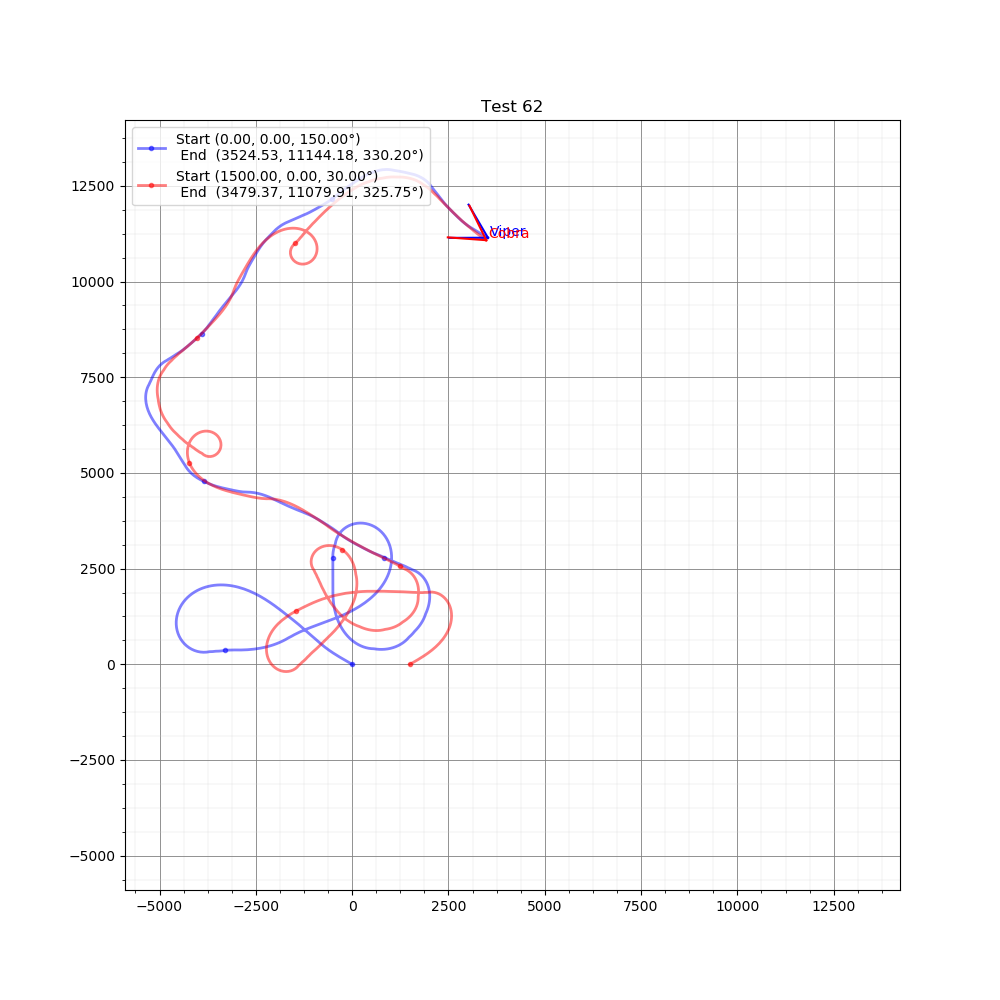 Test 62
Start (0.00, 0.00, 150.00°)
End (3524.53, 11144.18, 330.20°)
Start (1500.00, 0.00, 30.00°)
End (3479.37, 11079.91, 325.75°)
Viper
Cobra
12500
10000
7500
5000
2500
0
−2500
−5000
−5000
−2500
0
2500
5000
7500
10000
12500